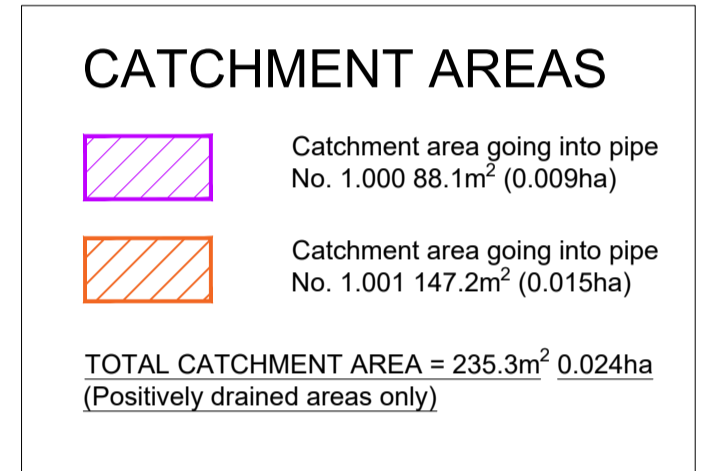 CATCHMENT AREAS
Catchment area going into pipe
No. 1.000 88.1m² (0.009ha)
Catchment area going into pipe
No. 1.001 147.2m² (0.015ha)
TOTAL CATCHMENT AREA = 235.3m² 0.024ha
(Positively drained areas only)